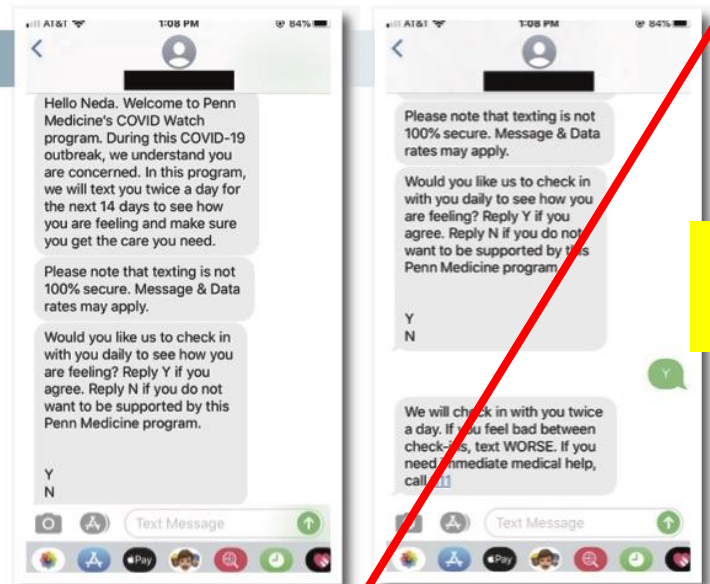 AT&T
1:08 PM
84%
Hello Neda. Welcome to Penn
Medicine's COVID Watch
program. During this COVID-19
outbreak, we understand you
are concerned. In this program,
we will text you twice a day for
the next 14 days to see how
you are feeling and make sure
you get the care you need.
Please note that texting is not
100% secure. Message & Data
rates may apply.
Would you like us to check in
with you daily to see how you
are feeling? Reply Y if you
agree. Reply N if you do not
want to be supported by this
Penn Medicine program.
Y
N
Text Message
Pay
AT&T
1:08 PM
84%
Please note that texting is not
100% secure. Message & Data
rates may apply.
Would you like us to check in
with you daily to see how you
are feeling? Reply Y if you
agree. Reply N if you do not
want to be supported by this
Penn Medicine program
Y
N
Y
We will check in with you twice
a day. If you feel bad between
check-ins, text WORSE. If you
need immediate medical help,
call
Text Message
Pay